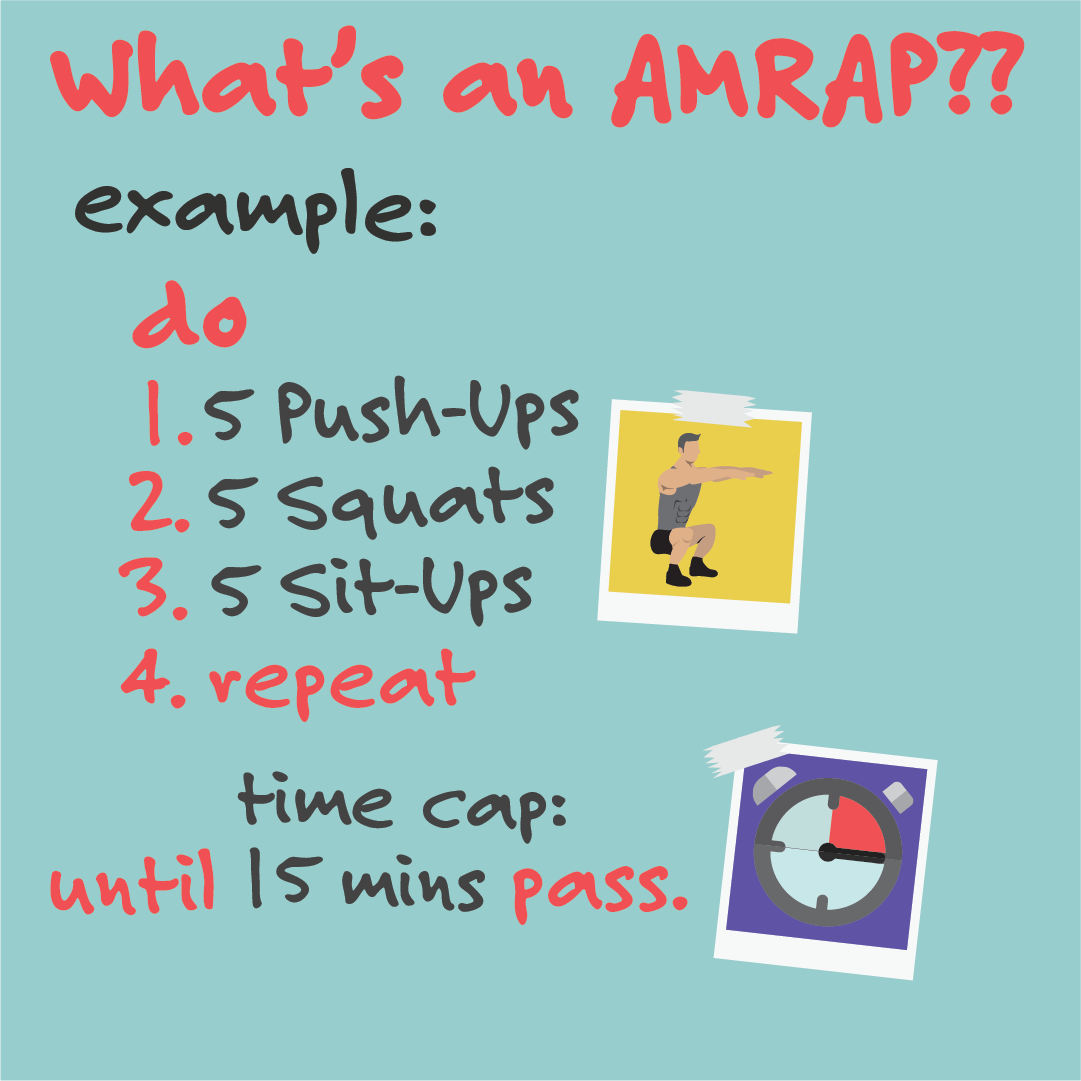 What's an AMRAP??
example:
do
1. 5 Push-Ups
2. 5 Squats
3. 5 Sit-Ups
4. repeat
time cap:
until 15 mins pass.